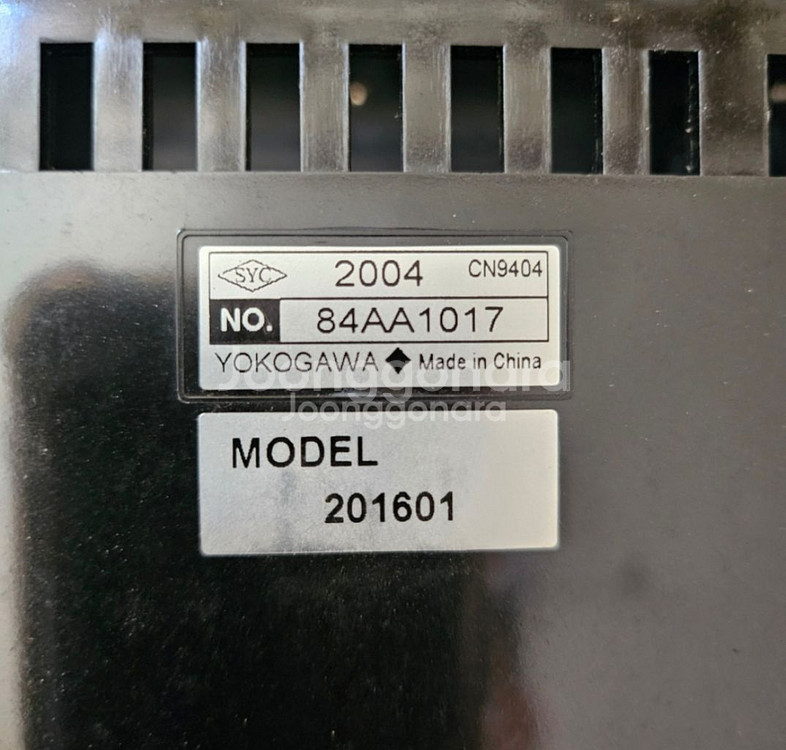 SYC 2004 CN9404
NO. 84AA1017
YOKOGAWA ◆ Made in China
Joonggonara
Joonggonara
MODEL
201601